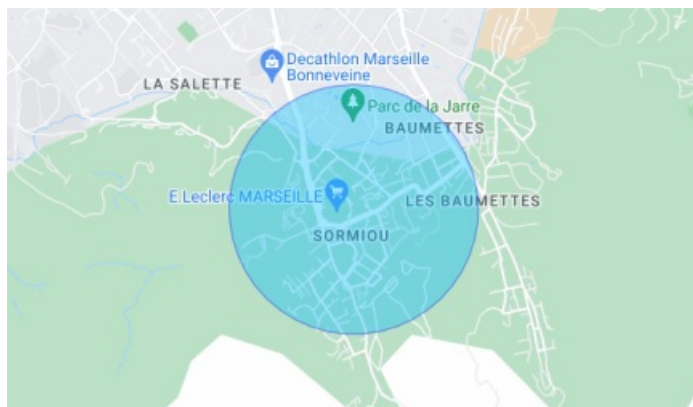 Decathlon Marseille
Bonneveine
LA SALETTE
Parc de la Jarre
BAUMETTES
E.Leclerc MARSEILLE
LES BAUMETTES
SORMIOU